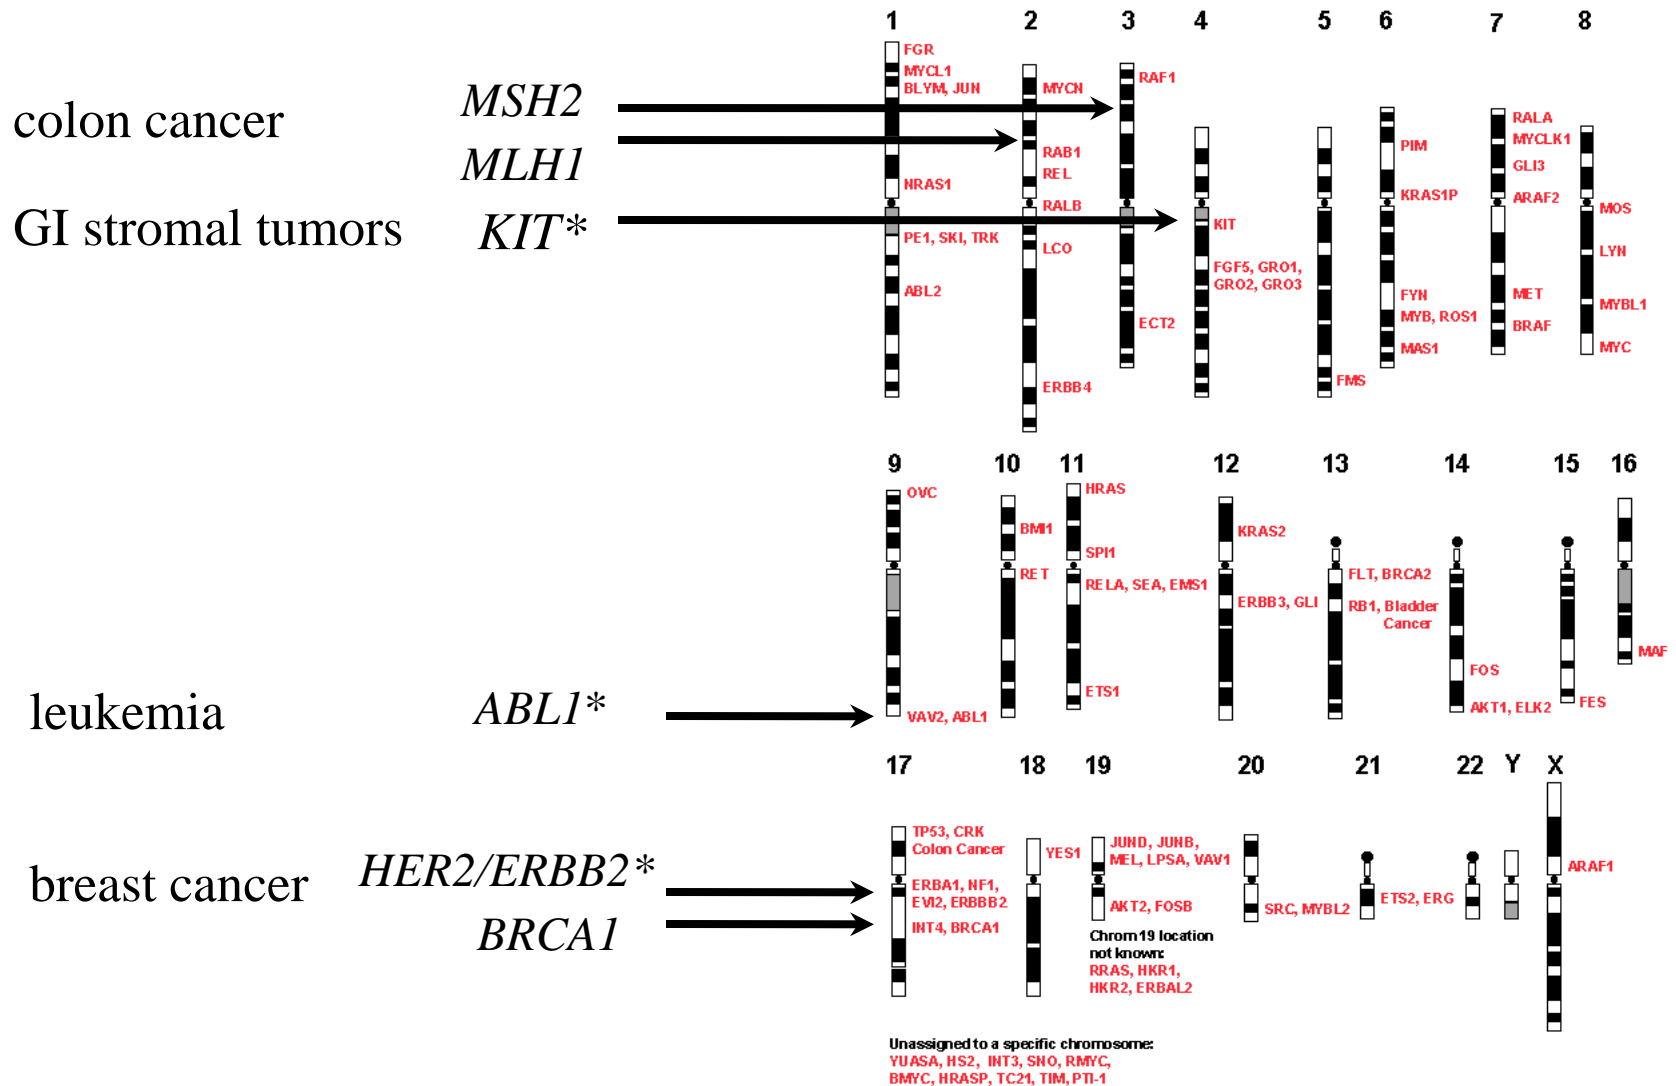 1 2 3 4 5 6 7 8
FGR
MYCL1
BLYM, JUN
NRAS1
PE1, SKI, TRK
ABL2
MYCN
RAB1
REL
RALB
LCO
ERBB4
RAF1
ECT2
KIT
FGF5, GRO1,
GRO2, GRO3
FMS
PIM
KRAS1P
FYN
MYB, ROS1
MAS1
RALA
MYCLK1
GLI3
ARAF2
MET
BRAF
MOS
LYN
MYBL1
MYC
colon cancer
MSH2
MLH1
GI stromal tumors
KIT*
9 10 11 12 13 14 15 16
OVC
VAV2, ABL1
BMI1
RET
HRAS
SPI1
RELA, SEA, EMS1
ETS1
KRAS2
ERBB3, GLI
FLT, BRCA2
RB1, Bladder
Cancer
FOS
AKT1, ELK2
FES
MAF
leukemia
ABL1*
17 18 19 20 21 22 Y X
TP53, CRK
Colon Cancer
ERBA1, NF1,
EVI2, ERBBB2
INT4, BRCA1
YES1
JUND, JUNB,
MEL, LPSA, VAV1
AKT2, FOSB
Chrom 19 location
not known:
RRAS, HKR1,
HKR2, ERBAL2
SRC, MYBL2
ETS2, ERG
ARAF1
breast cancer
HER2/ERBB2*
BRCA1
Unassigned to a specific chromosome:
YUASA, HS2, INT3, SNO, RMYC,
BMYC, HRASP, TC21, TIM, PTI-1